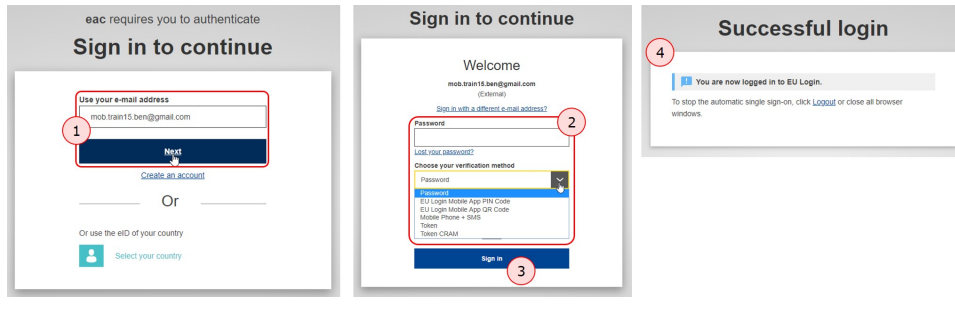 eac requires you to authenticate
Sign in to continue
Use your e-mail address
mob.train15.ben@gmail.com
1
Next
Create an account
Or
Or use the eID of your country
Select your country
Sign in to continue
Welcome
mob.train15.ben@gmail.com
(External)
Sign in with a different e-mail address?
2
Password
Lost your password?
Choose your verification method
Password
Password
EU Login Mobile App PIN Code
EU Login Mobile App QR Code
Mobile Phone + SMS
Token
Token CRAM
Sign in
3
Successful login
4
You are now logged in to EU Login.
To stop the automatic single sign-on, click Logout or close all browser
windows.